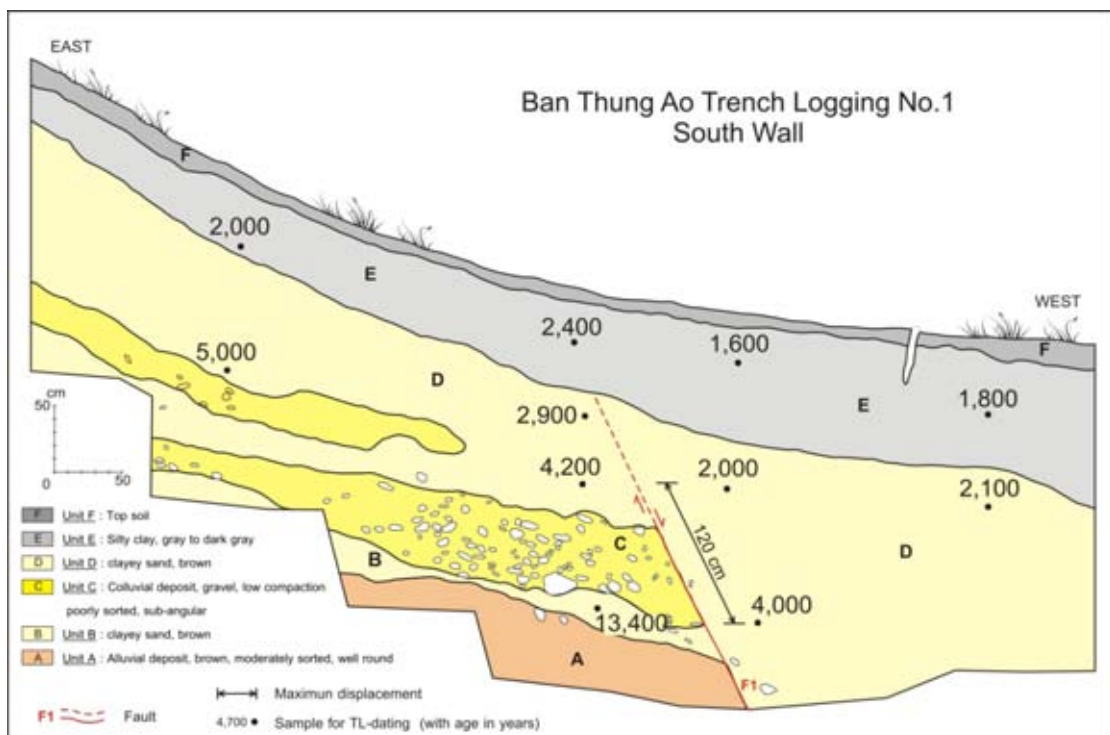 EAST
Ban Thung Ao Trench Logging No.1
South Wall
F
2,000
E
WEST
2,400
1,600
F
5,000
D
E
1,800
cm
50
2,900
4,200
2,000
2,100
0
50
120 cm
C
D
B
4,000
13,400
A
F1
F Unit F : Top soil
E Unit E : Silty clay, gray to dark gray
D Unit D : clayey sand, brown
C Unit C : Colluvial deposit, gravel, low compaction
poorly sorted, sub-angular
B Unit B : clayey sand, brown
A Unit A : Alluvial deposit, brown, moderately sorted, well round
Maximun displacement
F1 Fault
4,700 Sample for TL-dating (with age in years)